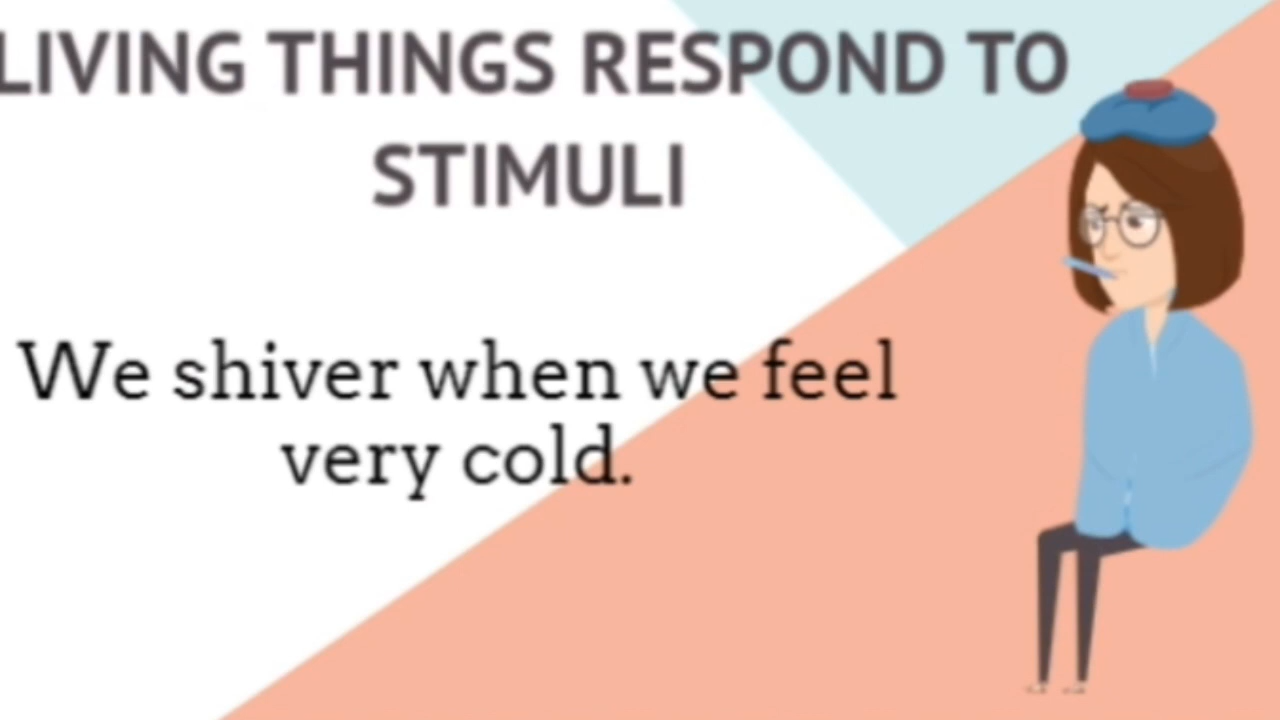 LIVING THINGS RESPOND TO
STIMULI
We shiver when we feel
very cold.